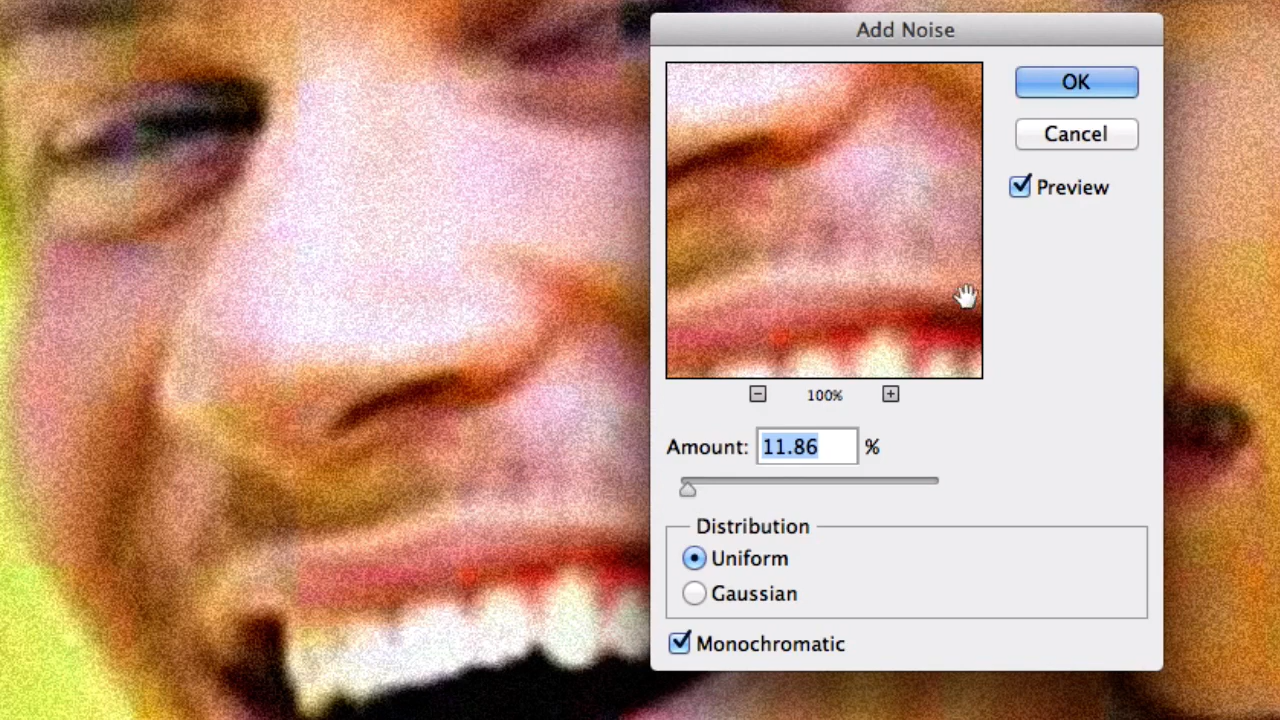 Add Noise
OK
Cancel
Preview
100%
Amount: 11.86 %
Distribution
Uniform
Gaussian
Monochromatic